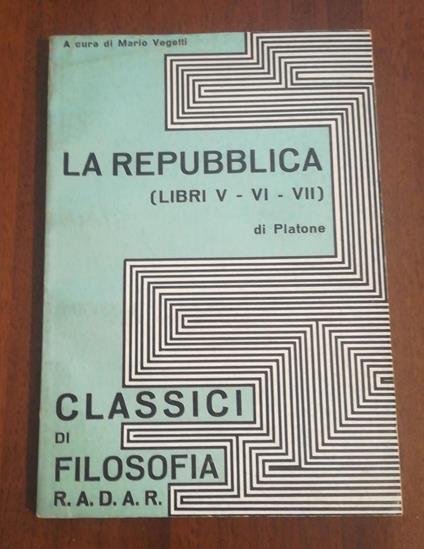 A cura di Mario Vegetti
LA REPUBBLICA
(LIBRI V - VI - VII)
di Platone
CLASSICI
DI
FILOSOFIA
R. A. D. A. R.